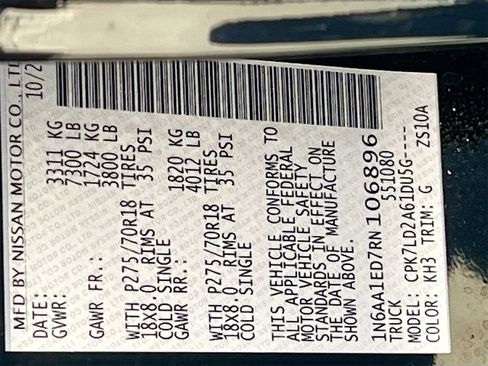 MFD BY NISSAN MOTOR CO., LTD
DATE: 10/2
GVWR: 3311 KG
7300 LB
GAWR FR.: 1724 KG
3800 LB
WITH P275/70R18 TIRES
18X8.0 RIMS AT 35 PSI
COLD SINGLE
GAWR RR.: 1820 KG
4012 LB
WITH P275/70R18 TIRES
18X8.0 RIMS AT 35 PSI
COLD SINGLE
THIS VEHICLE CONFORMS TO
ALL APPLICABLE FEDERAL
MOTOR VEHICLE SAFETY
STANDARDS IN EFFECT ON
THE DATE OF MANUFACTURE
SHOWN ABOVE.
1N6AA1ED7RN106896
TRUCK 551080
MODEL: CPK7LD2A61DU5G----
COLOR: KH3 TRIM: G ZS10A